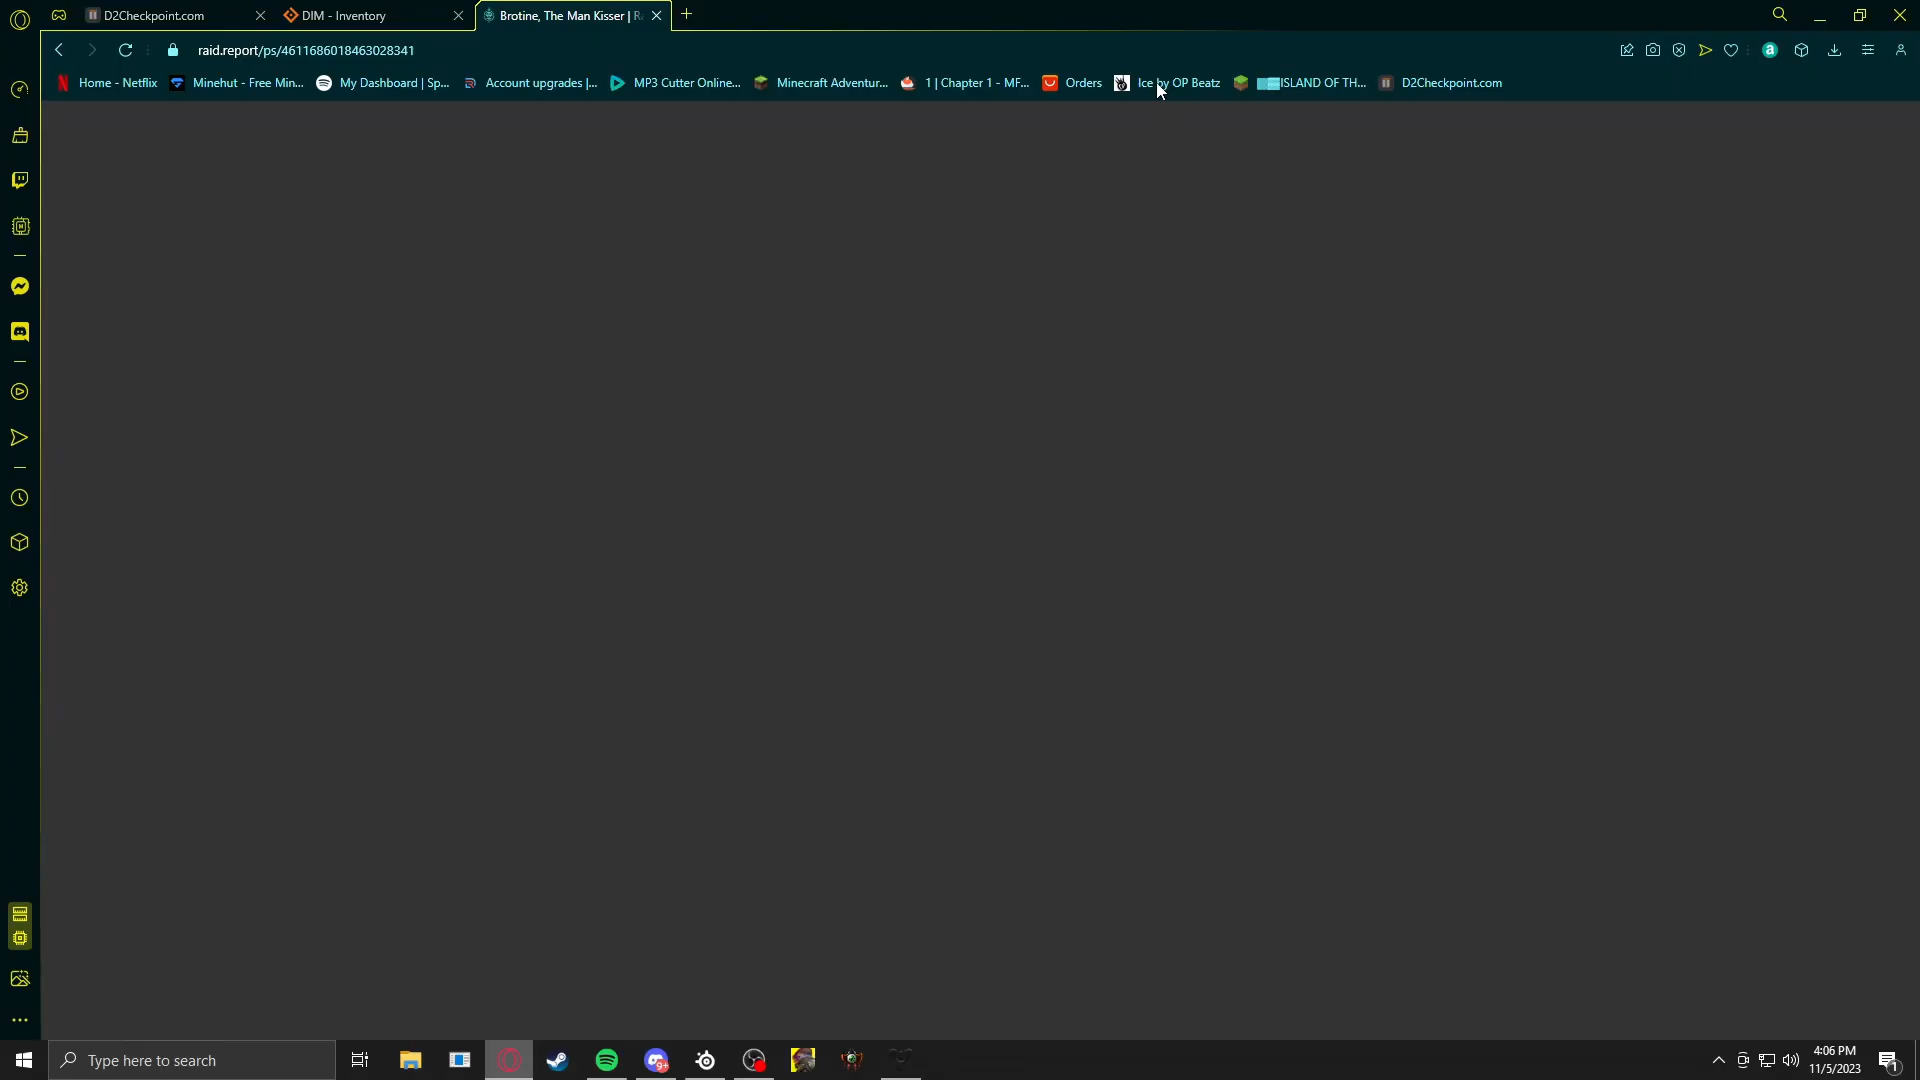 D2Checkpoint.com
DIM - Inventory
Brotine, The Man Kisser |
raid.report/ps/4611686018463028341
Home - Netflix
Minehut - Free Min...
My Dashboard | Sp...
Account upgrades |...
MP3 Cutter Online...
Minecraft Adventur...
1 | Chapter 1 - MF...
Orders
Ice by OP Beatz
ISLAND OF TH...
D2Checkpoint.com
Type here to search
9+
4:06 PM
11/5/2023
1